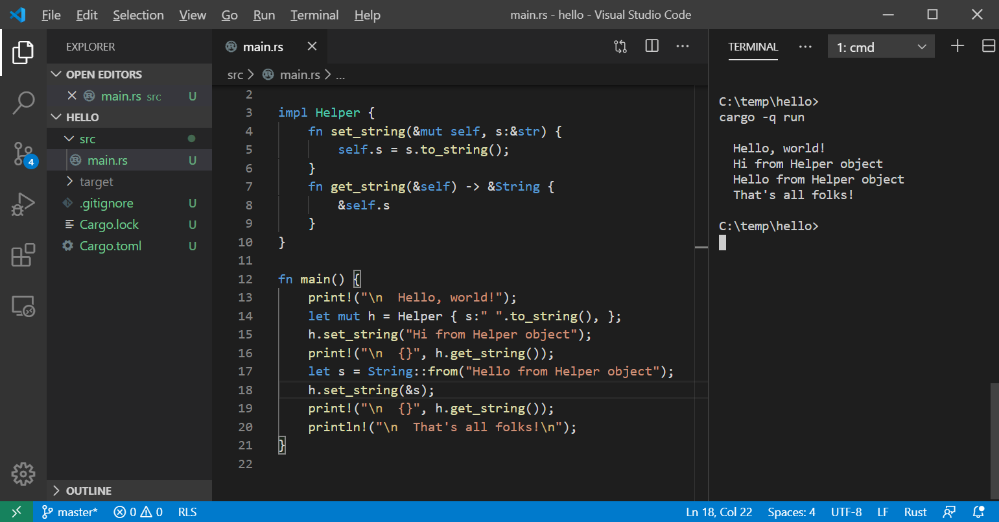 File Edit Selection View Go Run Terminal Help main.rs - hello - Visual Studio Code
EXPLORER
OPEN EDITORS
main.rs src U
HELLO
src
main.rs U
target
.gitignore U
Cargo.lock U
Cargo.toml U
OUTLINE
4
main.rs
src > main.rs > ...
2
3 impl Helper {
4     fn set_string(&mut self, s:&str) {
5         self.s = s.to_string();
6     }
7     fn get_string(&self) -> &String {
8         &self.s
9     }
10 }
11
12 fn main() {
13     print!("\n  Hello, world!");
14     let mut h = Helper { s:" ".to_string(), };
15     h.set_string("Hi from Helper object");
16     print!("\n  {}", h.get_string());
17     let s = String::from("Hello from Helper object");
18     h.set_string(&s);
19     print!("\n  {}", h.get_string());
20     println!("\n  That's all folks!\n");
21 }
22
TERMINAL ... 1: cmd
C:\temp\hello>
cargo -q run
  Hello, world!
  Hi from Helper object
  Hello from Helper object
  That's all folks!
C:\temp\hello>
master* 0 0 RLS Ln 18, Col 22 Spaces: 4 UTF-8 LF Rust